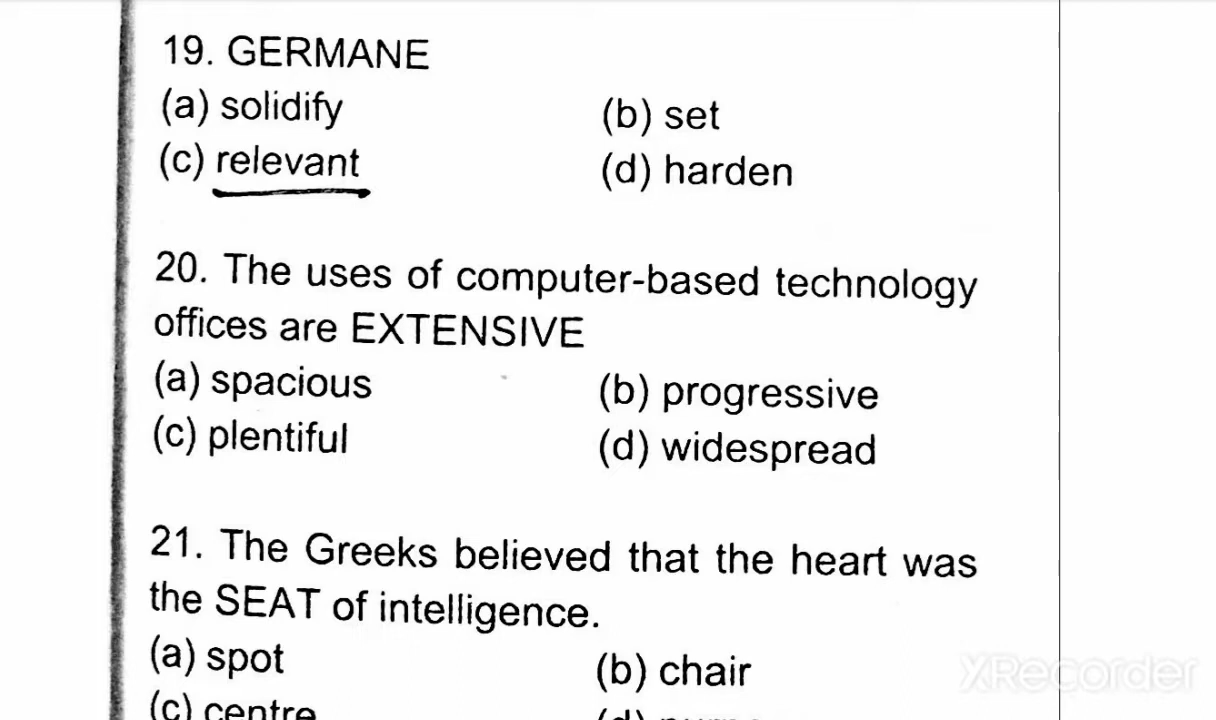 19. GERMANE
(a) solidify (b) set
(c) relevant (d) harden
20. The uses of computer-based technology
offices are EXTENSIVE
(a) spacious (b) progressive
(c) plentiful (d) widespread
21. The Greeks believed that the heart was
the SEAT of intelligence.
(a) spot (b) chair
(c) centre (d)
XRecorder